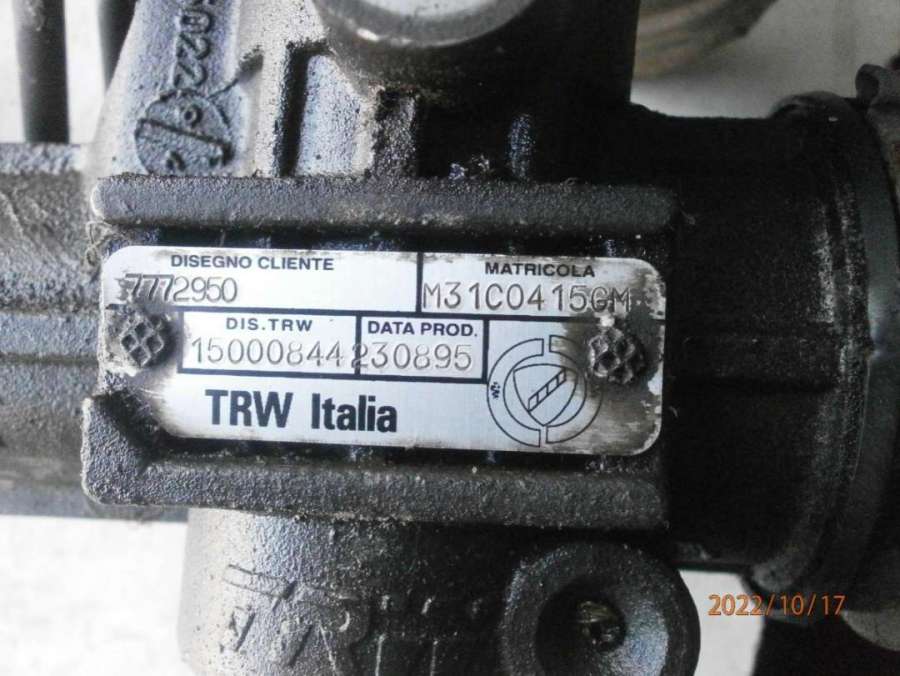 DISEGNO CLIENTE
7772950
MATRICOLA
M31C0415GM
DIS.TRW
15000844
DATA PROD.
230895
TRW Italia
2022/10/17